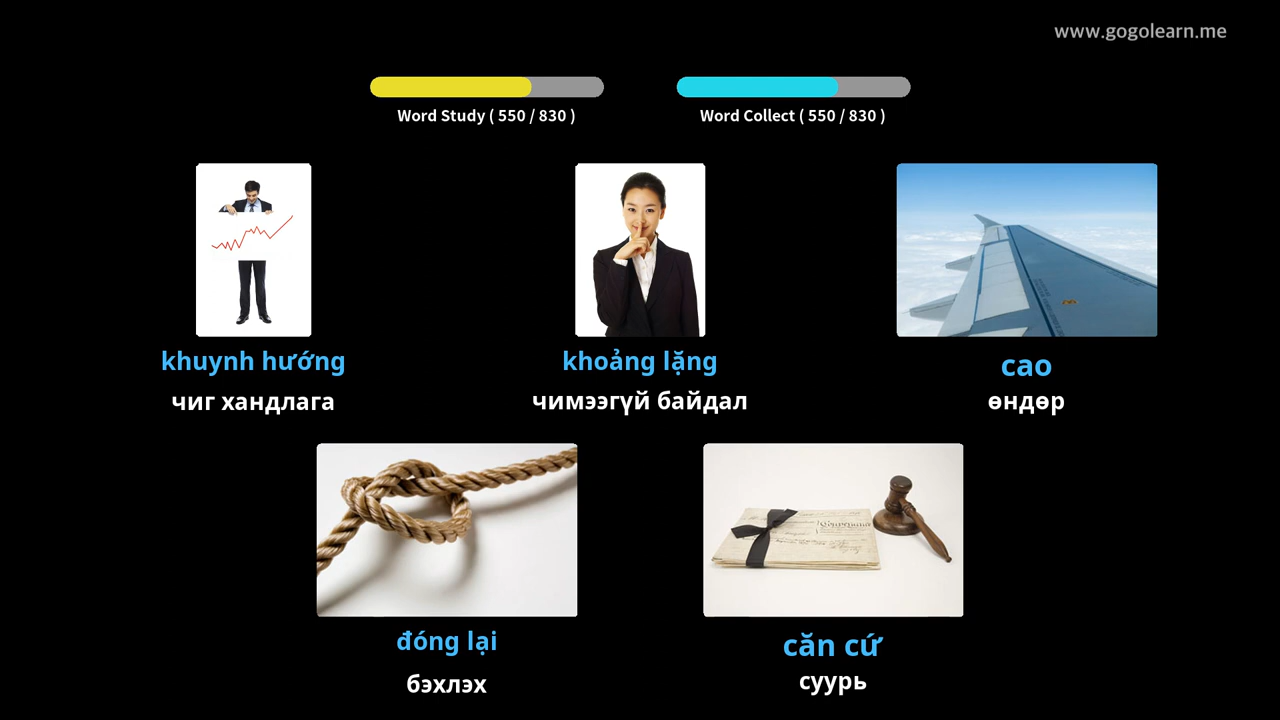 www.gogolearn.me
Word Study ( 550 / 830 )
Word Collect ( 550 / 830 )
khuynh hướng
чиг хандлага
khoảng lặng
чимээгүй байдал
cao
өндөр
đóng lại
бэхлэх
căn cứ
суурь